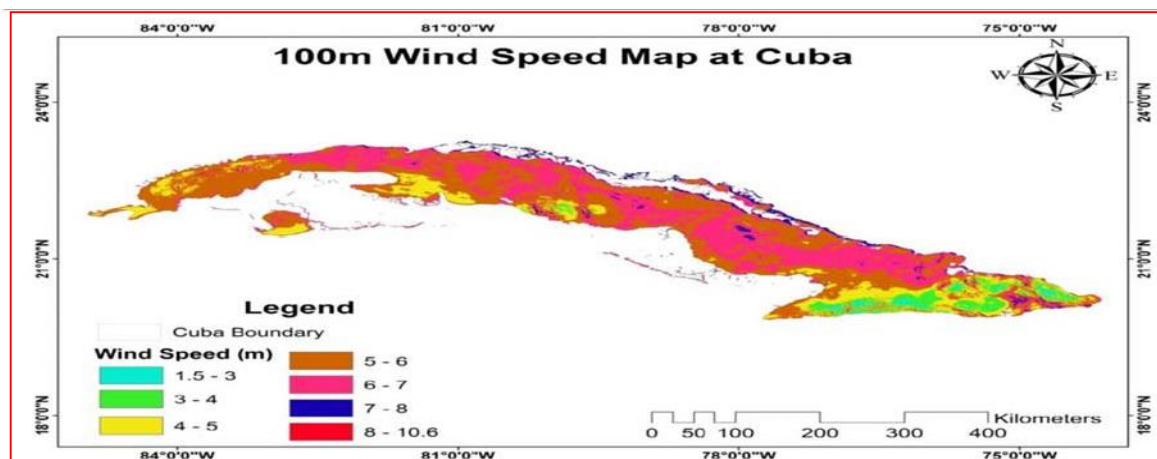 84°0'0"W 81°0'0"W 78°0'0"W 75°0'0"W
100m Wind Speed Map at Cuba
N
W E
S
24°0'0"N 24°0'0"N
21°0'0"N 21°0'0"N
18°0'0"N 18°0'0"N
Legend
Cuba Boundary
Wind Speed (m)
1.5 - 3
3 - 4
4 - 5
5 - 6
6 - 7
7 - 8
8 - 10.6
Kilometers
0 50 100 200 300 400
84°0'0"W 81°0'0"W 78°0'0"W 75°0'0"W